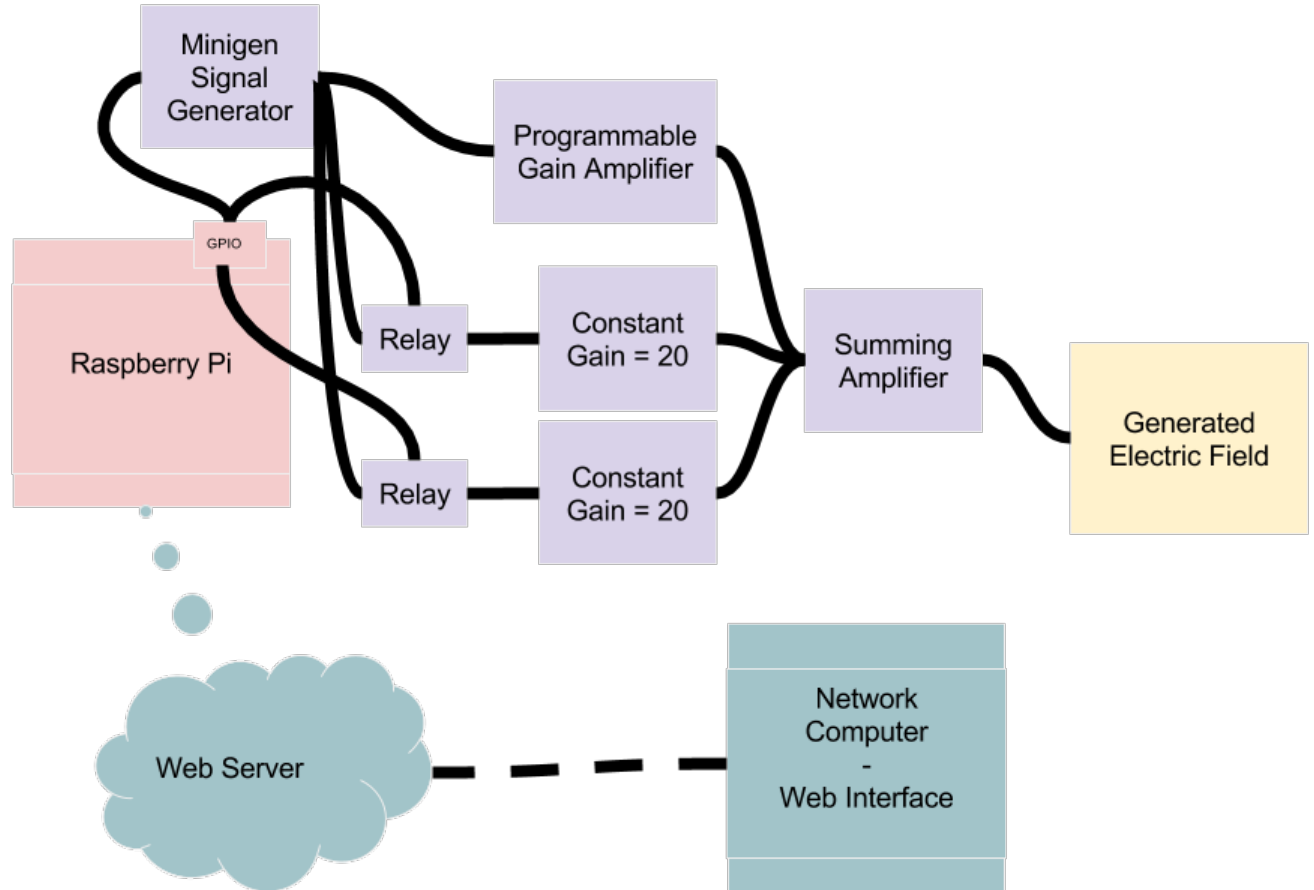 Minigen
Signal
Generator
Programmable
Gain Amplifier
GPIO
Raspberry Pi
Relay
Constant
Gain = 20
Summing
Amplifier
Generated
Electric Field
Relay
Constant
Gain = 20
Web Server
Network
Computer
-
Web Interface